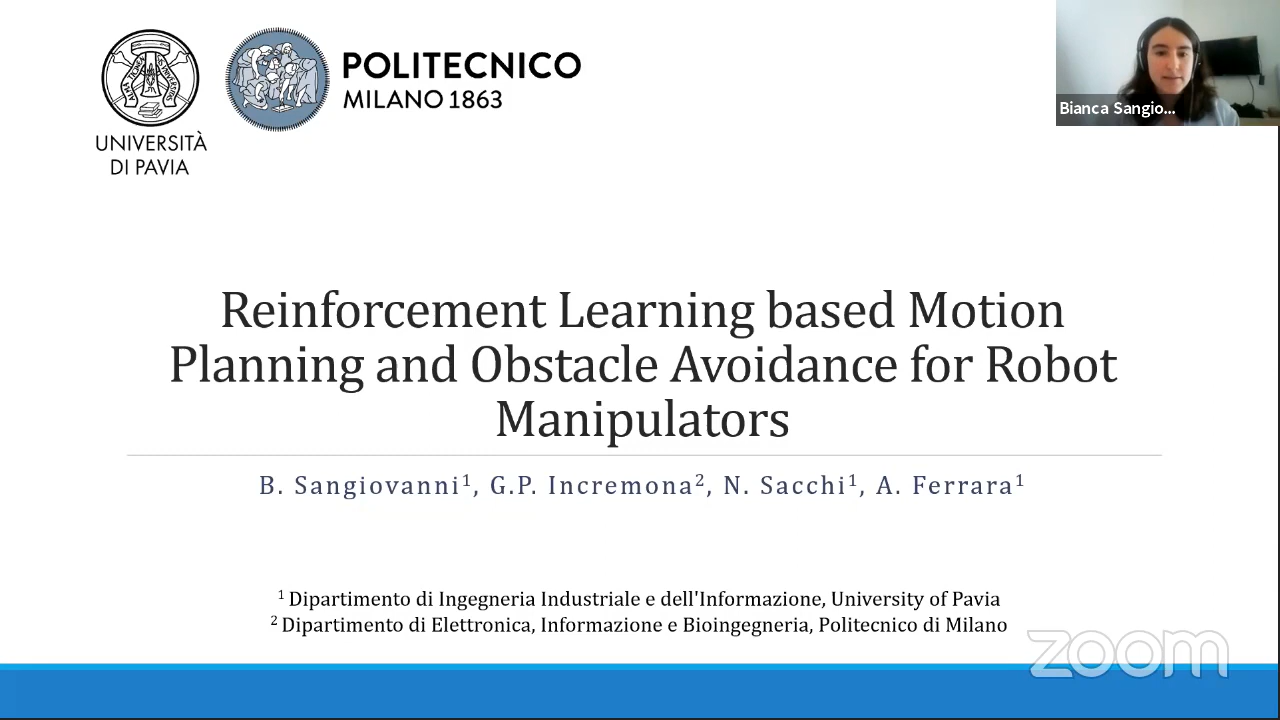 UNIVERSITÀ
DI PAVIA
POLITECNICO
MILANO 1863
Bianca Sangio...
Reinforcement Learning based Motion
Planning and Obstacle Avoidance for Robot
Manipulators
B. Sangiovanni¹, G.P. Incremona², N. Sacchi¹, A. Ferrara¹
¹ Dipartimento di Ingegneria Industriale e dell'Informazione, University of Pavia
² Dipartimento di Elettronica, Informazione e Bioingegneria, Politecnico di Milano
zoom